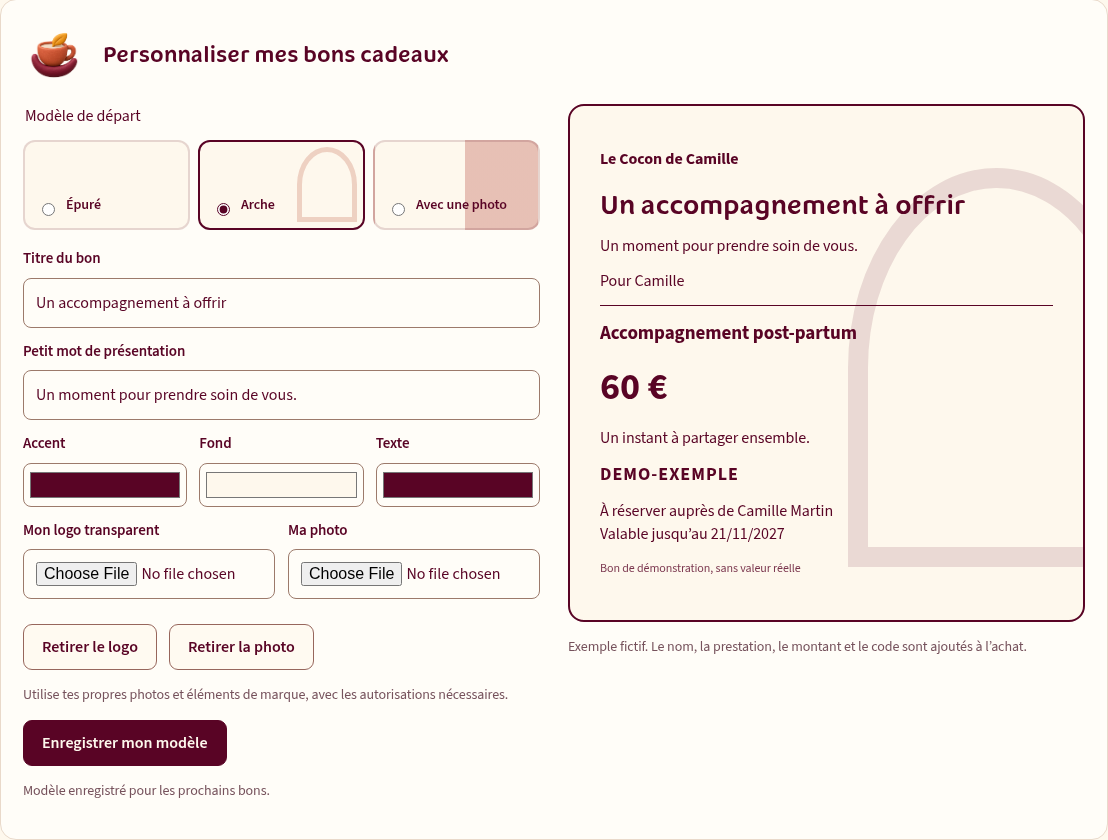 Personnaliser mes bons cadeaux
Modèle de départ
Épuré
Arche
Avec une photo
Titre du bon
Un accompagnement à offrir
Petit mot de présentation
Un moment pour prendre soin de vous.
Accent
Fond
Texte
Mon logo transparent
Ma photo
Choose File No file chosen
Choose File No file chosen
Retirer le logo
Retirer la photo
Utilise tes propres photos et éléments de marque, avec les autorisations nécessaires.
Enregistrer mon modèle
Modèle enregistré pour les prochains bons.
Le Cocon de Camille
Un accompagnement à offrir
Un moment pour prendre soin de vous.
Pour Camille
Accompagnement post-partum
60 €
Un instant à partager ensemble.
DEMO-EXEMPLE
À réserver auprès de Camille Martin
Valable jusqu’au 21/11/2027
Bon de démonstration, sans valeur réelle
Exemple fictif. Le nom, la prestation, le montant et le code sont ajoutés à l’achat.